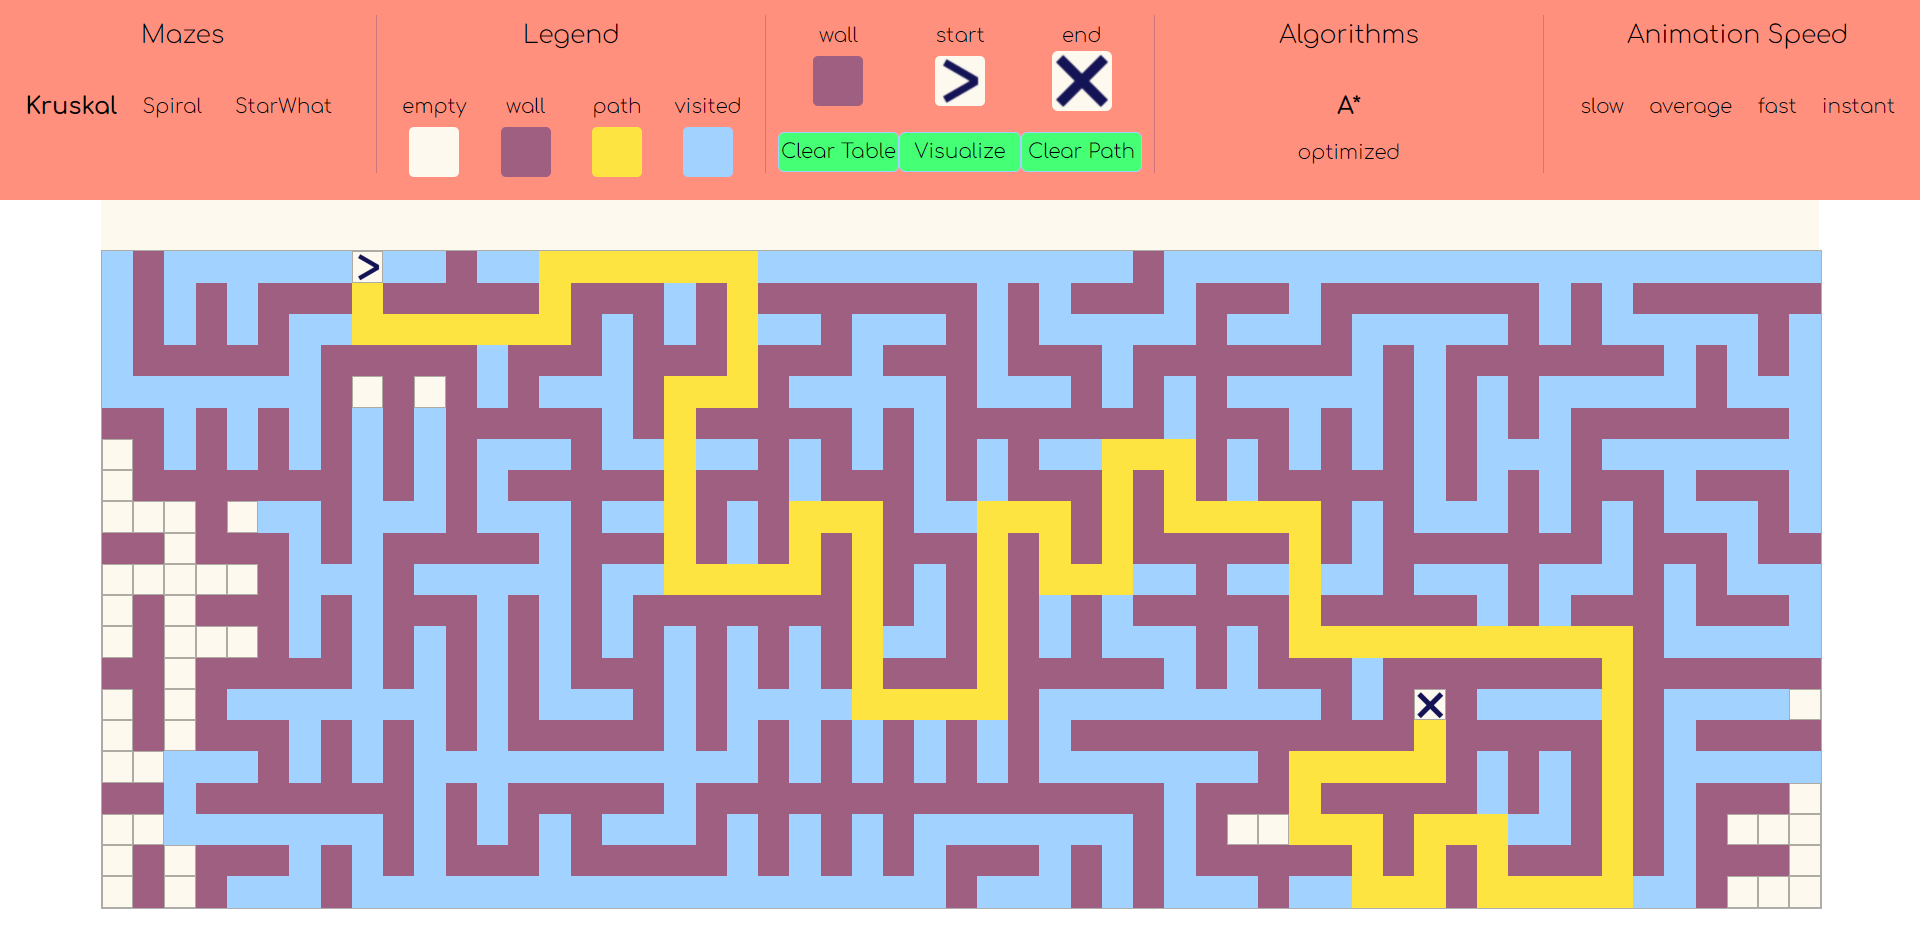 Mazes
Kruskal Spiral StarWhat
Legend
empty wall path visited
wall start end
Clear Table Visualize Clear Path
Algorithms
A*
optimized
Animation Speed
slow average fast instant